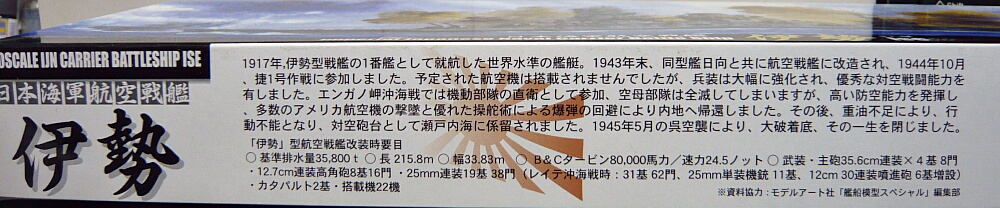 OSCALE IJN CARRIER BATTLESHIP ISE
日本海軍航空戦艦
伊勢
1917年,伊勢型戦艦の1番艦として就航した世界水準の艦艇。1943年末、同型艦日向と共に航空戦艦に改造され、1944年10月
、捷1号作戦に参加しました。予定された航空機は搭載されませんでしたが、兵装は大幅に強化され、優秀な対空戦闘能力を
有しました。エンガノ岬沖海戦では機動部隊の直衛として参加、空母部隊は全滅してしまいますが、高い防空能力を発揮し
、多数のアメリカ航空機の撃墜と優れた操舵術による爆弾の回避により内地へ帰還しました。その後、重油不足により、行
動不能となり、対空砲台として瀬戸内海に係留されました。1945年5月の呉空襲により、大破着底、その一生を閉じました。
「伊勢」型航空戦艦改装時要目
○ 基準排水量35,800 t ○ 長 215.8m ○ 幅33.83m ○ B&Cタービン80,000馬力／速力24.5ノット ○ 武装・主砲35.6cm連装×４基 8門
・12.7cm連装高角砲8基16門 ・25mm連装19基 38門（レイテ沖海戦時：31基 62門、25mm単装機銃 11基、12cm 30連装噴進砲 6基増設）
・カタパルト2基・搭載機22機
※資料協力：モデルアート社「艦船模型スペシャル」編集部